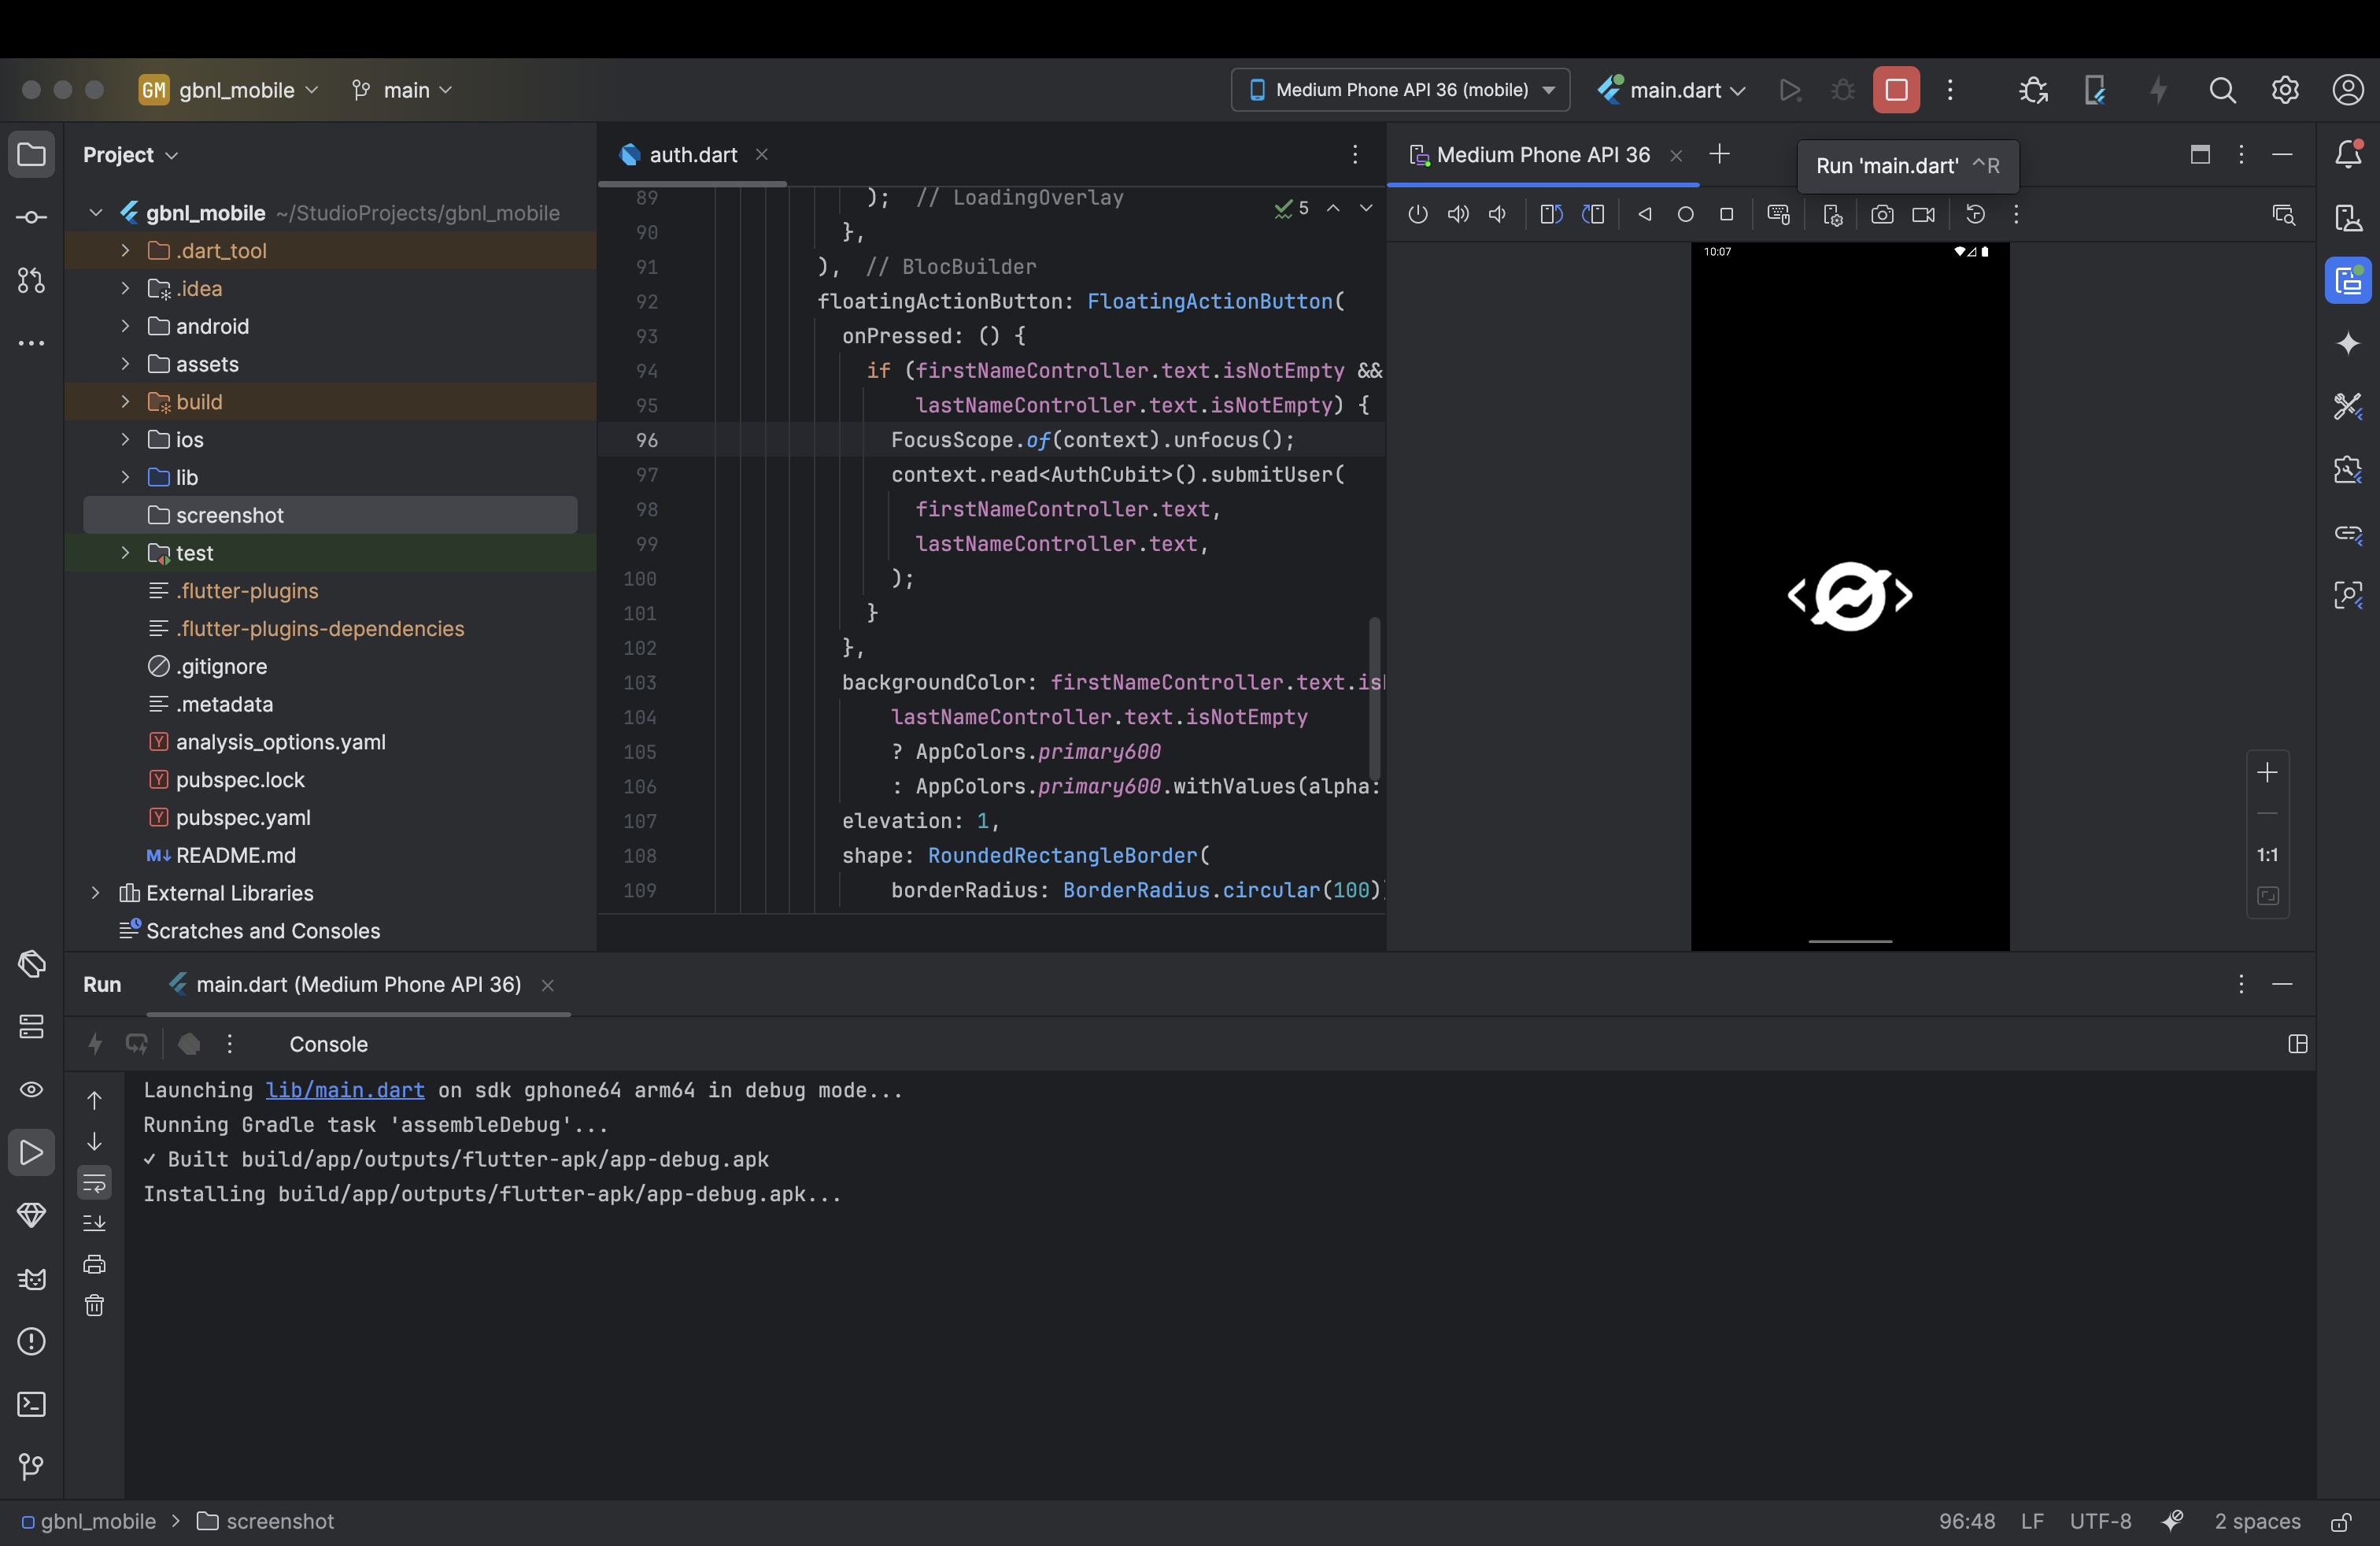 GM gbnl_mobile main Medium Phone API 36 (mobile) main.dart
Project
auth.dart
Medium Phone API 36
Run 'main.dart' ⌃R
gbnl_mobile ~/StudioProjects/gbnl_mobile
.dart_tool
.idea
android
assets
build
ios
lib
screenshot
test
.flutter-plugins
.flutter-plugins-dependencies
.gitignore
.metadata
analysis_options.yaml
pubspec.lock
pubspec.yaml
README.md
External Libraries
Scratches and Consoles
5
89 ); // LoadingOverlay
90 },
91 ), // BlocBuilder
92 floatingActionButton: FloatingActionButton(
93 onPressed: () {
94 if (firstNameController.text.isNotEmpty &&
95 lastNameController.text.isNotEmpty) {
96 FocusScope.of(context).unfocus();
97 context.read<AuthCubit>().submitUser(
98 firstNameController.text,
99 lastNameController.text,
100 );
101 }
102 },
103 backgroundColor: firstNameController.text.is
104 lastNameController.text.isNotEmpty
105 ? AppColors.primary600
106 : AppColors.primary600.withValues(alpha:
107 elevation: 1,
108 shape: RoundedRectangleBorder(
109 borderRadius: BorderRadius.circular(100)
10:07
1:1
Run main.dart (Medium Phone API 36)
Console
Launching lib/main.dart on sdk gphone64 arm64 in debug mode...
Running Gradle task 'assembleDebug'...
✓ Built build/app/outputs/flutter-apk/app-debug.apk
Installing build/app/outputs/flutter-apk/app-debug.apk...
gbnl_mobile > screenshot
96:48 LF UTF-8 2 spaces